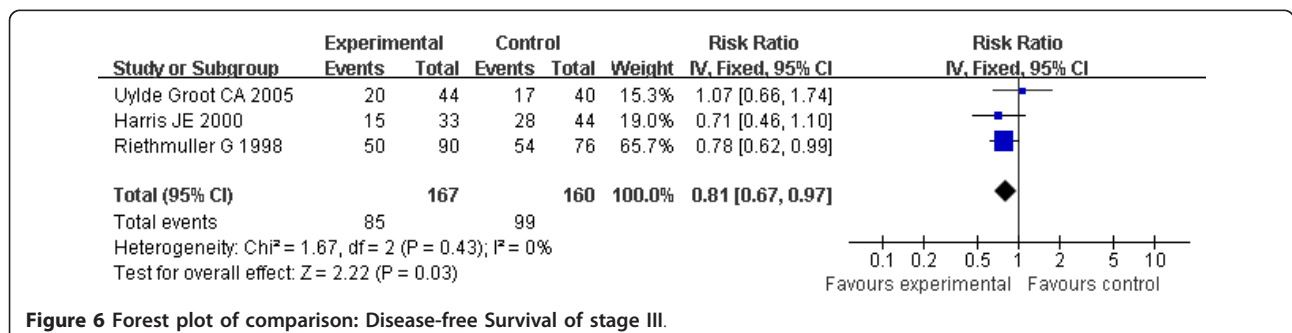 Experimental Control Risk Ratio Risk Ratio
Study or Subgroup Events Total Events Total Weight IV, Fixed, 95% CI IV, Fixed, 95% CI
Uylde Groot CA 2005 20 44 17 40 15.3% 1.07 [0.66, 1.74]
Harris JE 2000 15 33 28 44 19.0% 0.71 [0.46, 1.10]
Riethmuller G 1998 50 90 54 76 65.7% 0.78 [0.62, 0.99]
Total (95% CI) 167 160 100.0% 0.81 [0.67, 0.97]
Total events 85 99
Heterogeneity: Chi² = 1.67, df = 2 (P = 0.43); I² = 0%
Test for overall effect: Z = 2.22 (P = 0.03)
0.1 0.2 0.5 1 2 5 10
Favours experimental Favours control
Figure 6 Forest plot of comparison: Disease-free Survival of stage III.